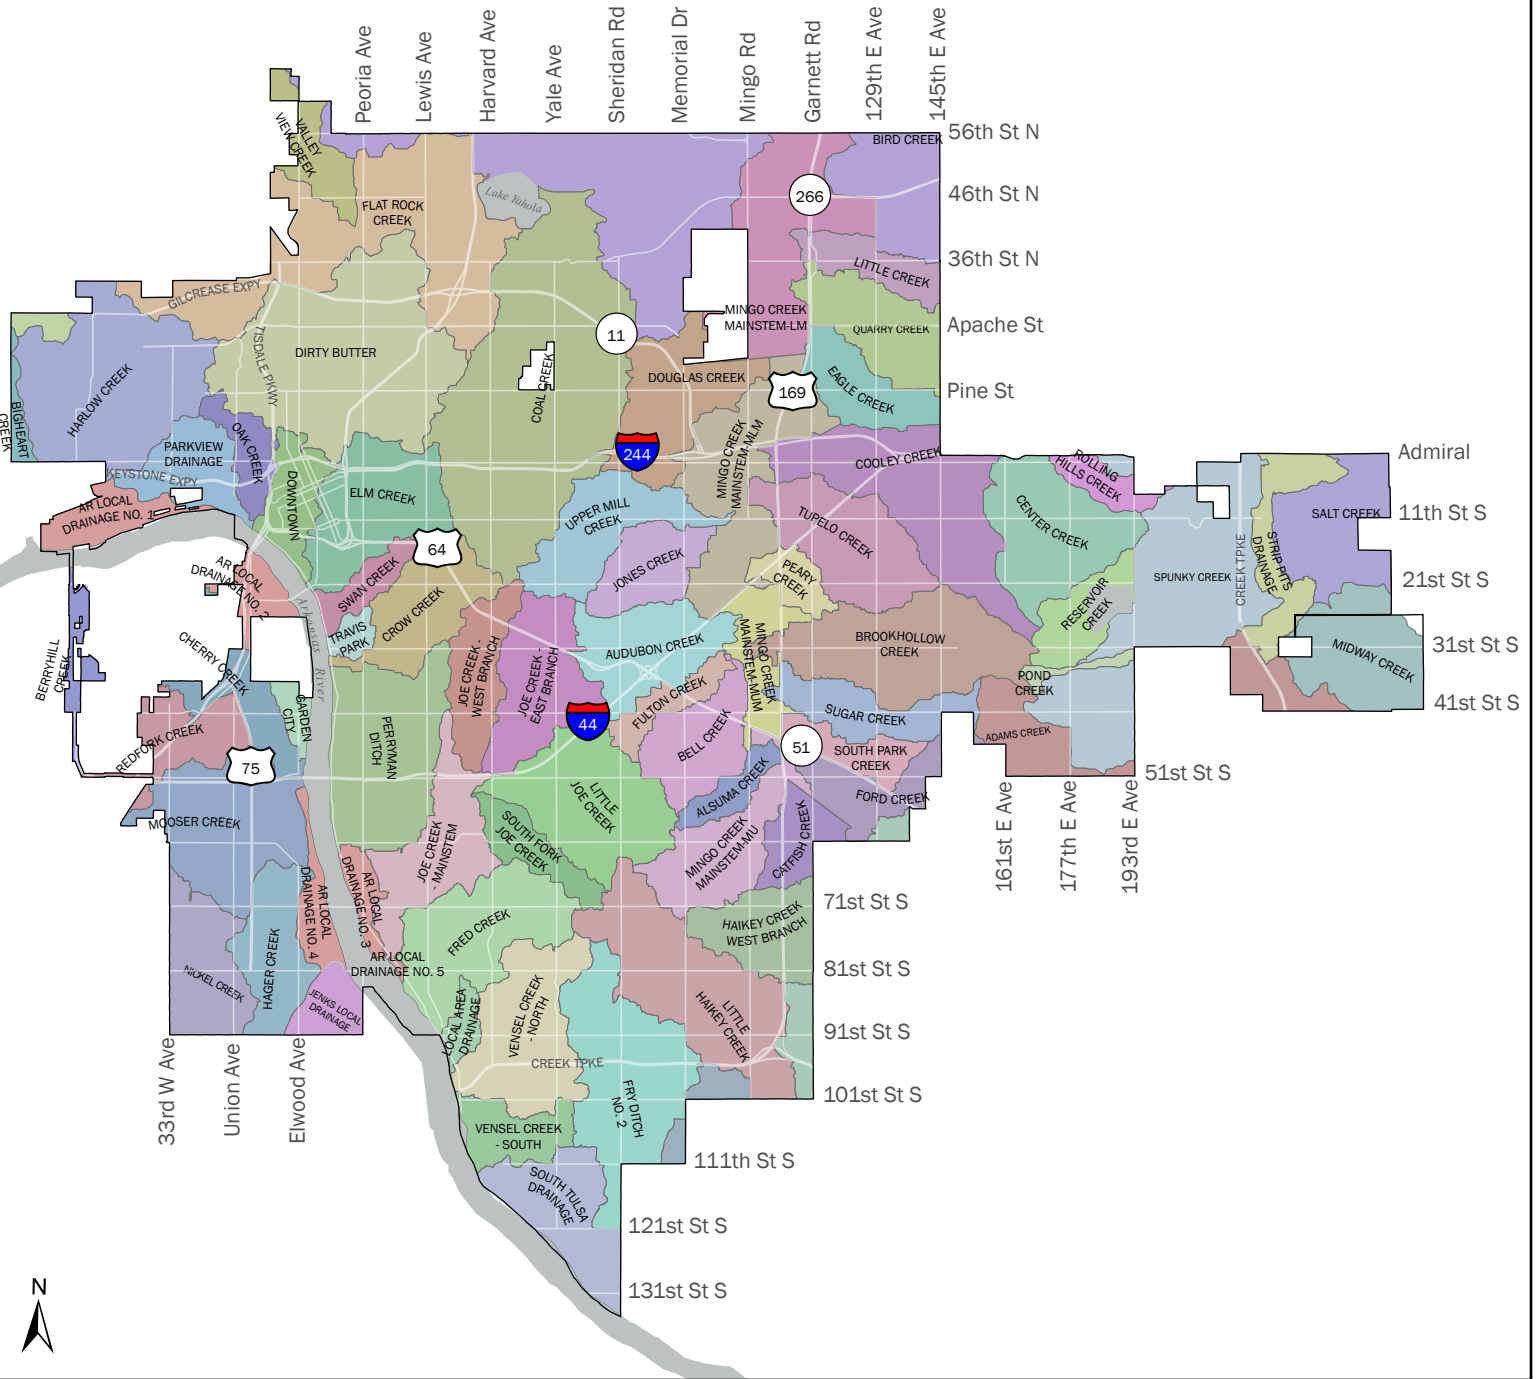 Peoria Ave
Lewis Ave
Harvard Ave
Yale Ave
Sheridan Rd
Memorial Dr
Mingo Rd
Garnett Rd
129th E Ave
145th E Ave
56th St N
46th St N
36th St N
Apache St
Pine St
Admiral
11th St S
21st St S
31st St S
41st St S
51st St S
161st E Ave
177th E Ave
193rd E Ave
71st St S
81st St S
91st St S
101st St S
111th St S
121st St S
131st St S
33rd W Ave
Union Ave
Elwood Ave
VALLEY
VIEW CREEK
FLAT ROCK
CREEK
Lake Yahola
BIRD CREEK
266
LITTLE CREEK
GILCREASE EXPY
TISDALE PKWY
DIRTY BUTTER
11
MINGO CREEK
MAINSTEM-LM
QUARRY CREEK
HARLOW CREEK
BIGHEART
CREEK
COAL CREEK
DOUGLAS CREEK
169
EAGLE CREEK
OAK CREEK
PARKVIEW
DRAINAGE
KEYSTONE EXPY
AR LOCAL
DRAINAGE NO. 1
DOWNTOWN
ELM CREEK
244
MINGO CREEK
MAINSTEM-MLM
COOLEY CREEK
ROLLING
HILLS CREEK
CENTER CREEK
SALT CREEK
UPPER MILL
CREEK
TUPELO CREEK
64
JONES CREEK
PEARY
CREEK
SPUNKY CREEK
CREEK TPKE
STRIP PITS
DRAINAGE
AR LOCAL
DRAINAGE NO. 2
SWAN CREEK
Arkansas River
TRAVIS
PARK
CROW CREEK
RESERVOIR
CREEK
BERRYHILL
CREEK
CHERRY CREEK
JOE CREEK -
WEST BRANCH
JOE CREEK -
EAST BRANCH
AUDUBON CREEK
MINGO CREEK
MAINSTEM-MUM
BROOKHOLLOW
CREEK
MIDWAY CREEK
POND
CREEK
FULTON CREEK
GARDEN
CITY
REDFORK CREEK
PERRYMAN
DITCH
44
BELL CREEK
SUGAR CREEK
51
SOUTH PARK
CREEK
ADAMS CREEK
75
ALSUMA CREEK
FORD CREEK
MOOSER CREEK
LITTLE
JOE CREEK
SOUTH FORK
JOE CREEK
JOE CREEK
- MAINSTEM
MINGO CREEK
MAINSTEM-MU
CATFISH CREEK
AR LOCAL
DRAINAGE NO. 4
AR LOCAL
DRAINAGE NO. 3
FRED CREEK
HAIKEY CREEK
WEST BRANCH
NICKEL CREEK
HAGER CREEK
AR LOCAL
DRAINAGE NO. 5
JENKS LOCAL
DRAINAGE
LOCAL AREA
DRAINAGE
VENSEL CREEK
- NORTH
LITTLE
HAIKEY CREEK
CREEK TPKE
FRY DITCH
NO. 2
VENSEL CREEK
- SOUTH
SOUTH TULSA
DRAINAGE
N